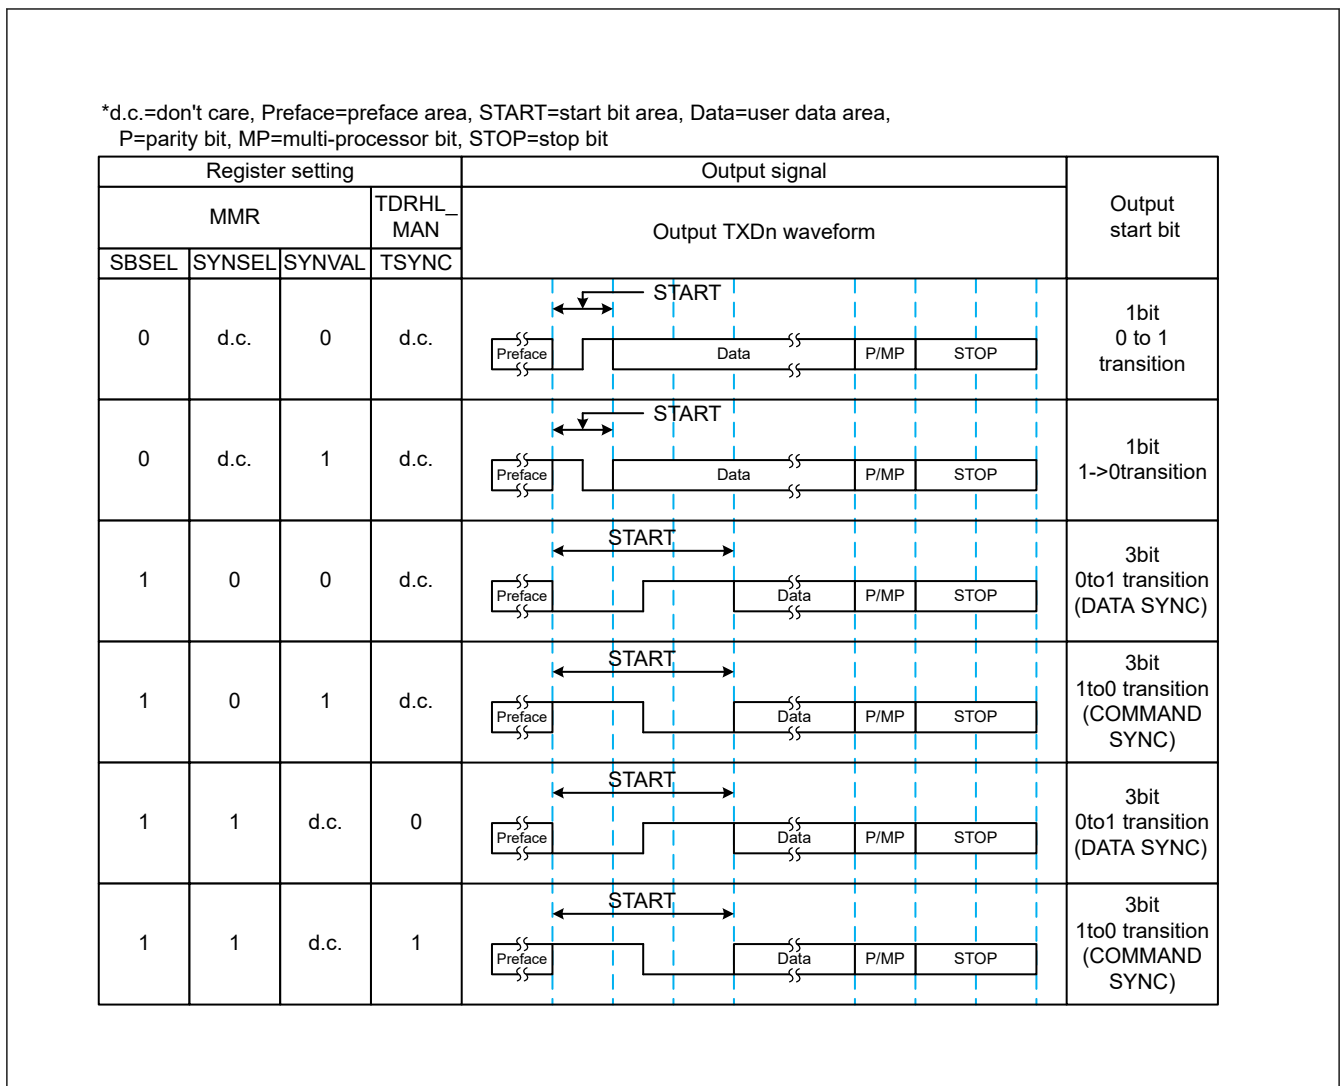 *d.c.=don't care, Preface=preface area, START=start bit area, Data=user data area,
P=parity bit, MP=multi-processor bit, STOP=stop bit
Register setting
Output signal
Output
start bit
MMR
TDRHL_
MAN
Output TXDn waveform
SBSEL SYNSEL SYNVAL TSYNC
START
0 d.c. 0 d.c.
Preface Data P/MP STOP
1bit
0 to 1
transition
START
0 d.c. 1 d.c.
Preface Data P/MP STOP
1bit
1->0transition
START
1 0 0 d.c.
Preface Data P/MP STOP
3bit
0to1 transition
(DATA SYNC)
START
1 0 1 d.c.
Preface Data P/MP STOP
3bit
1to0 transition
(COMMAND
SYNC)
START
1 1 d.c. 0
Preface Data P/MP STOP
3bit
0to1 transition
(DATA SYNC)
START
1 1 d.c. 1
Preface Data P/MP STOP
3bit
1to0 transition
(COMMAND
SYNC)